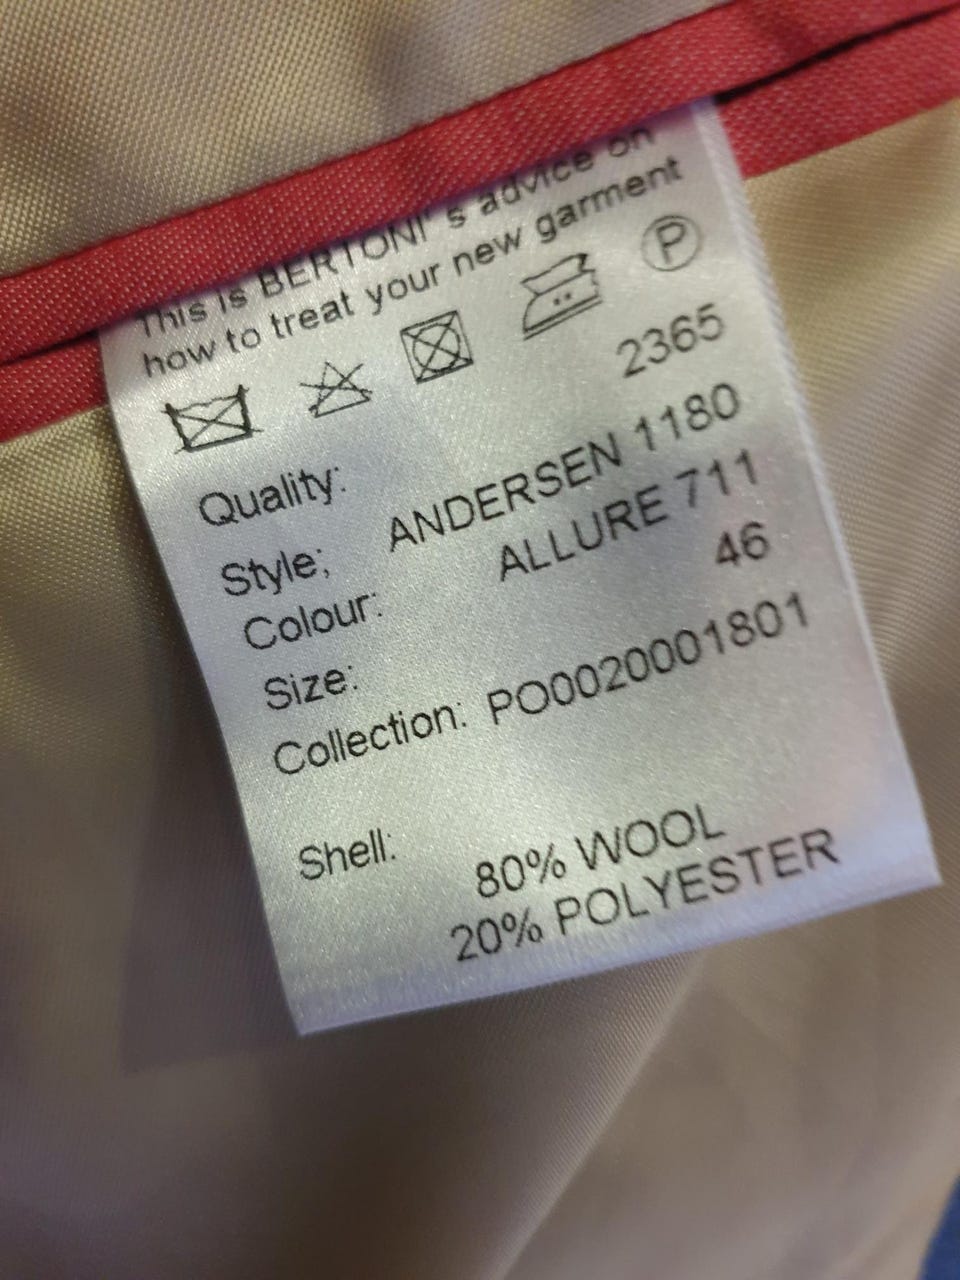 This is BERTONI' s advice on
how to treat your new garment
P
Quality: 2365
Style; ANDERSEN 1180
Colour: ALLURE 711
Size: 46
Collection: PO0020001801
Shell: 80% WOOL
20% POLYESTER